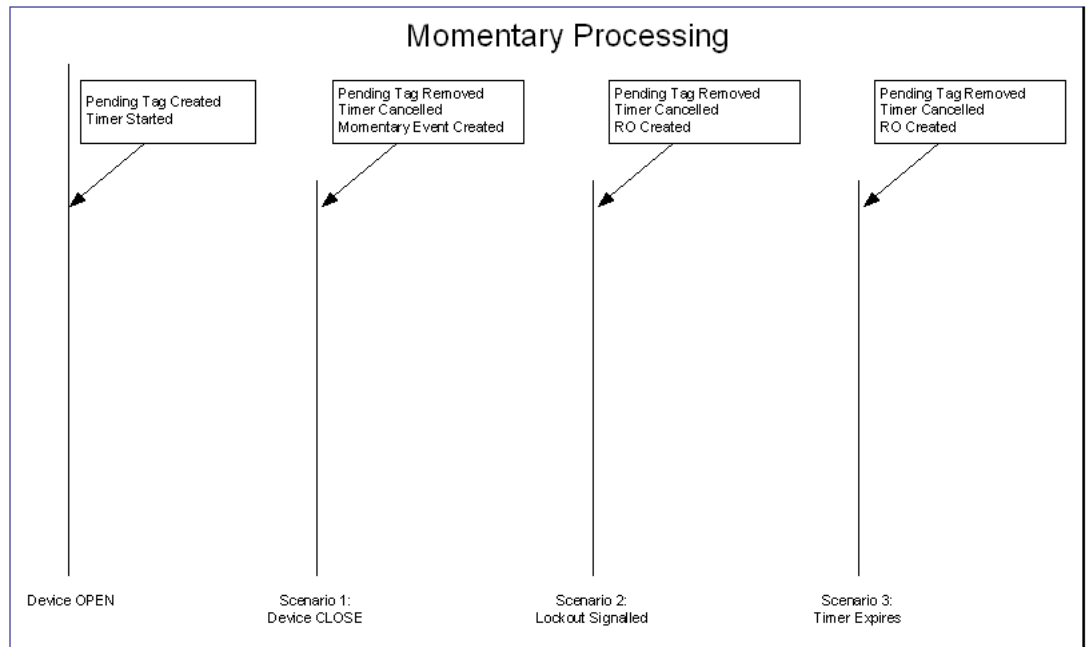 Momentary Processing
Pending Tag Created
Timer Started
Pending Tag Removed
Timer Cancelled
Momentary Event Created
Pending Tag Removed
Timer Cancelled
RO Created
Pending Tag Removed
Timer Cancelled
RO Created
Device OPEN
Scenario 1:
Device CLOSE
Scenario 2:
Lockout Signalled
Scenario 3:
Timer Expires